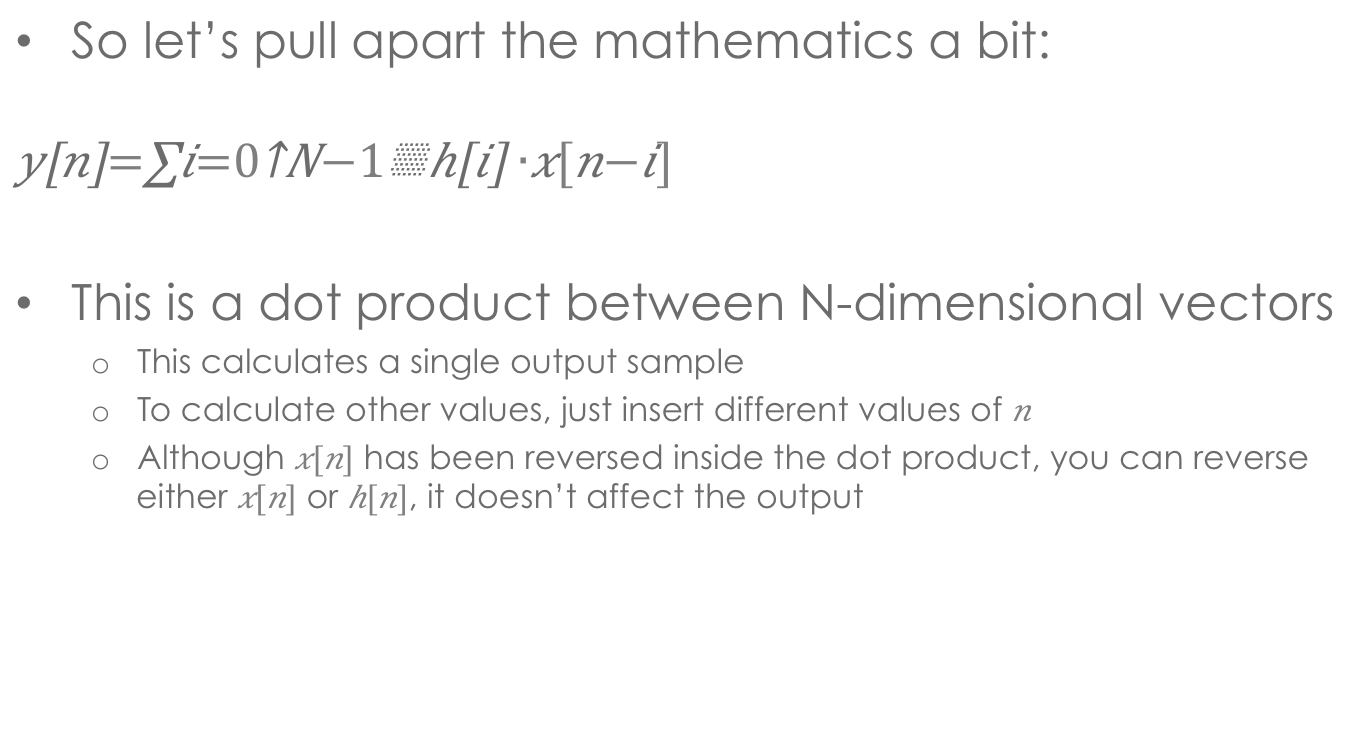 • So let’s pull apart the mathematics a bit:
y[n]=∑i=0↑N−1▒h[i]·x[n−i]
• This is a dot product between N-dimensional vectors
o This calculates a single output sample
o To calculate other values, just insert different values of n
o Although x[n] has been reversed inside the dot product, you can reverse
either x[n] or h[n], it doesn’t affect the output